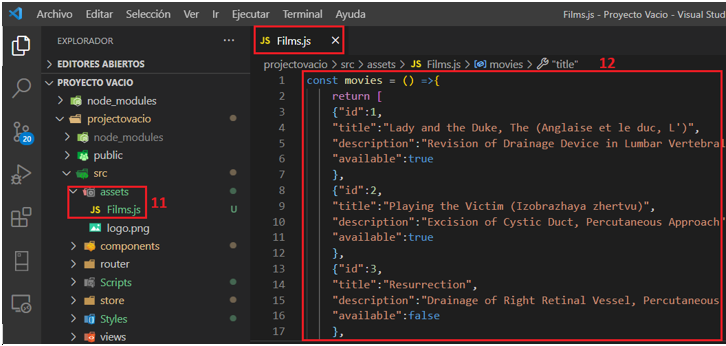 Archivo Editar Selección Ver Ir Ejecutar Terminal Ayuda Films.js - Proyecto Vacio - Visual Stud
EXPLORADOR ...
EDITORES ABIERTOS
PROYECTO VACIO
node_modules
projectovacio
node_modules
public
src
assets
JS Films.js U
11
logo.png
components
router
Scripts
store
Styles
views
20
JS Films.js ×
projectovacio > src > assets > JS Films.js > movies > "title" 12
1 const movies = () =>{
2 return [
3 {"id":1,
4 "title":"Lady and the Duke, The (Anglaise et le duc, L')",
5 "description":"Revision of Drainage Device in Lumbar Vertebral
6 "available":true
7 },
8 {"id":2,
9 "title":"Playing the Victim (Izobrazhaya zhertvu)",
10 "description":"Excision of Cystic Duct, Percutaneous Approach"
11 "available":true
12 },
13 {"id":3,
14 "title":"Resurrection",
15 "description":"Drainage of Right Retinal Vessel, Percutaneous
16 "available":false
17 },